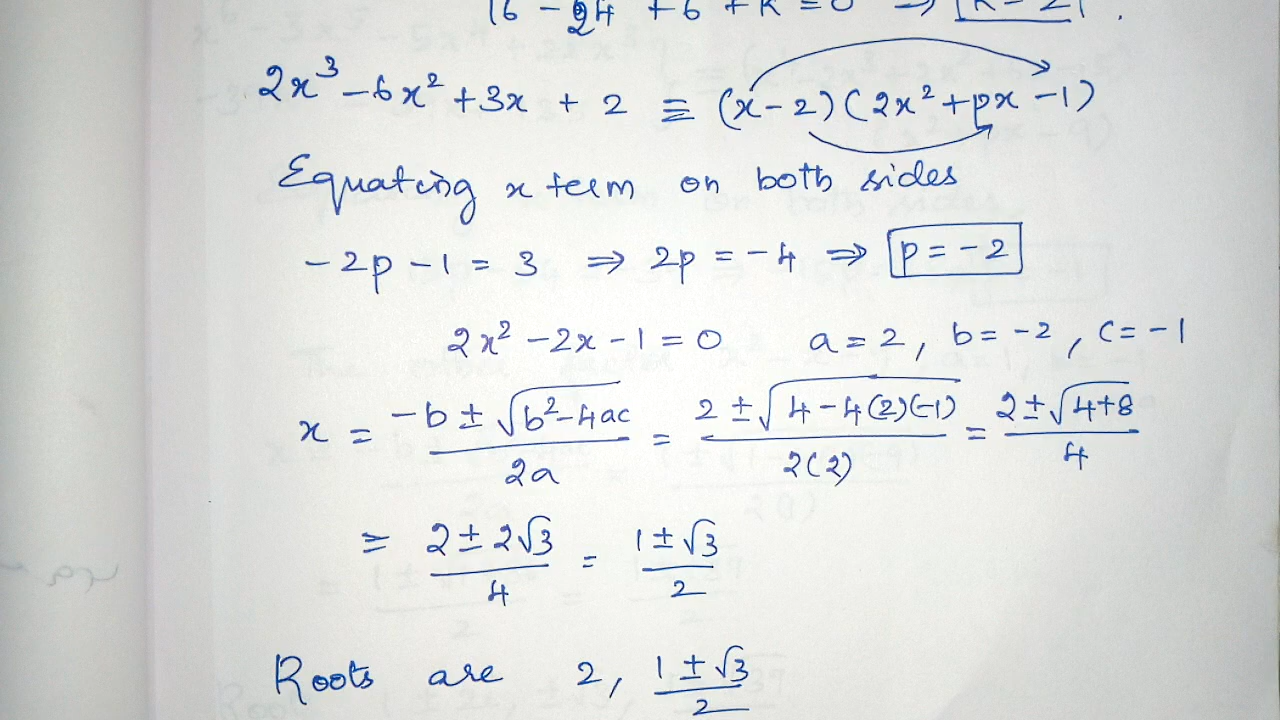 16 - 24 + 6 + K = 0 ⇒ K = 2 .
2x³ - 6x² + 3x + 2 ≡ (x - 2)(2x² + px - 1)
Equating x term on both sides
-2p - 1 = 3 ⇒ 2p = -4 ⇒ p = -2
2x² - 2x - 1 = 0 a = 2, b = -2, c = -1
x = (-b ± √(b² - 4ac))/(2a) = (2 ± √(4 - 4(2)(-1)))/(2(2)) = (2 ± √(4+8))/4
= (2 ± 2√3)/4 = (1 ± √3)/2
Roots are 2, (1 ± √3)/2